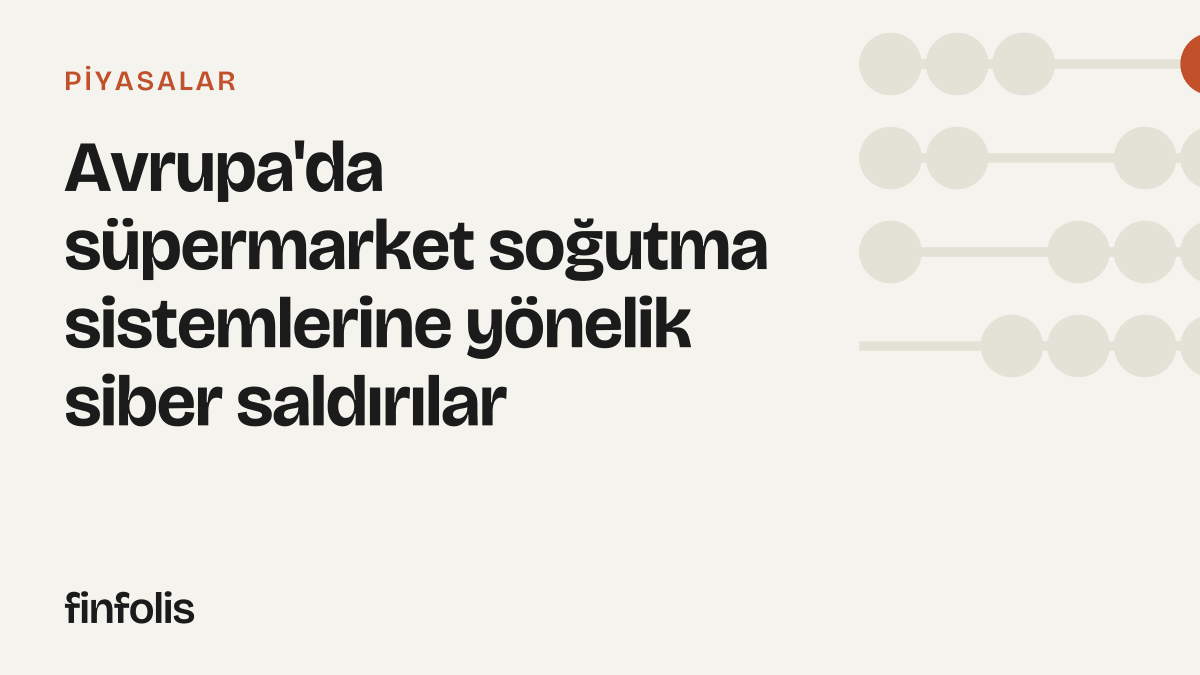 PİYASALAR
Avrupa'da
süpermarket soğutma
sistemlerine yönelik
siber saldırılar
finfolis